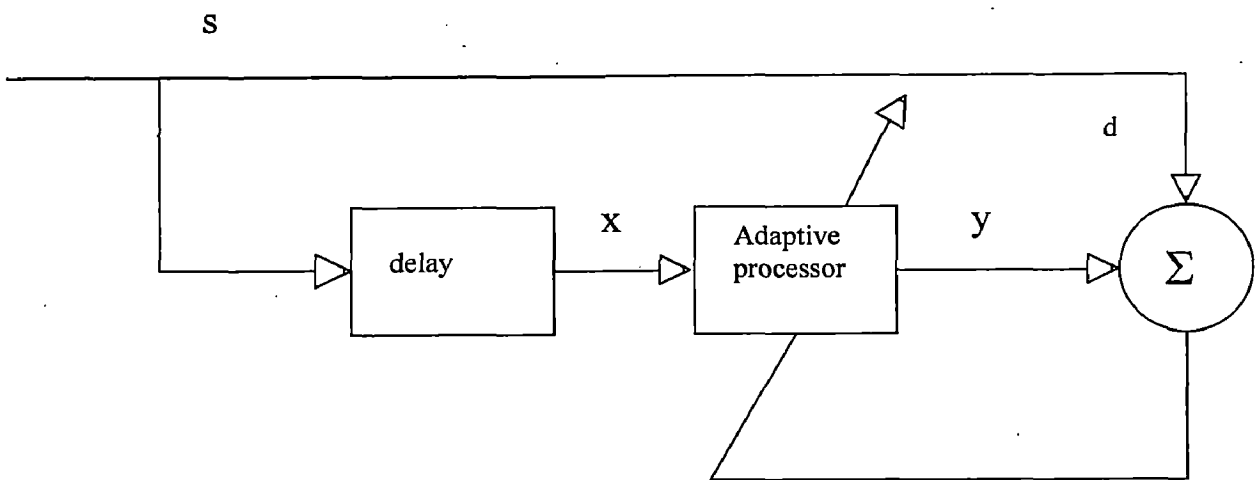 s
d
delay
x
Adaptive
processor
y
Σ